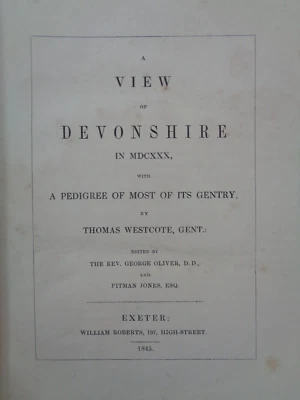 A
VIEW
OF
DEVONSHIRE
IN MDCXXX,
WITH
A PEDIGREE OF MOST OF ITS GENTRY.
BY
THOMAS WESTCOTE, GENT.:
EDITED BY
THE REV. GEORGE OLIVER, D.D.,
AND
PITMAN JONES, ESQ.
EXETER;
WILLIAM ROBERTS, 197, HIGH-STREET.
1845.